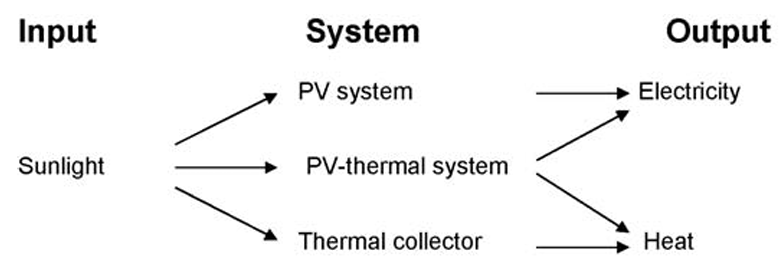 Input System Output
PV system Electricity
Sunlight PV-thermal system
Thermal collector Heat